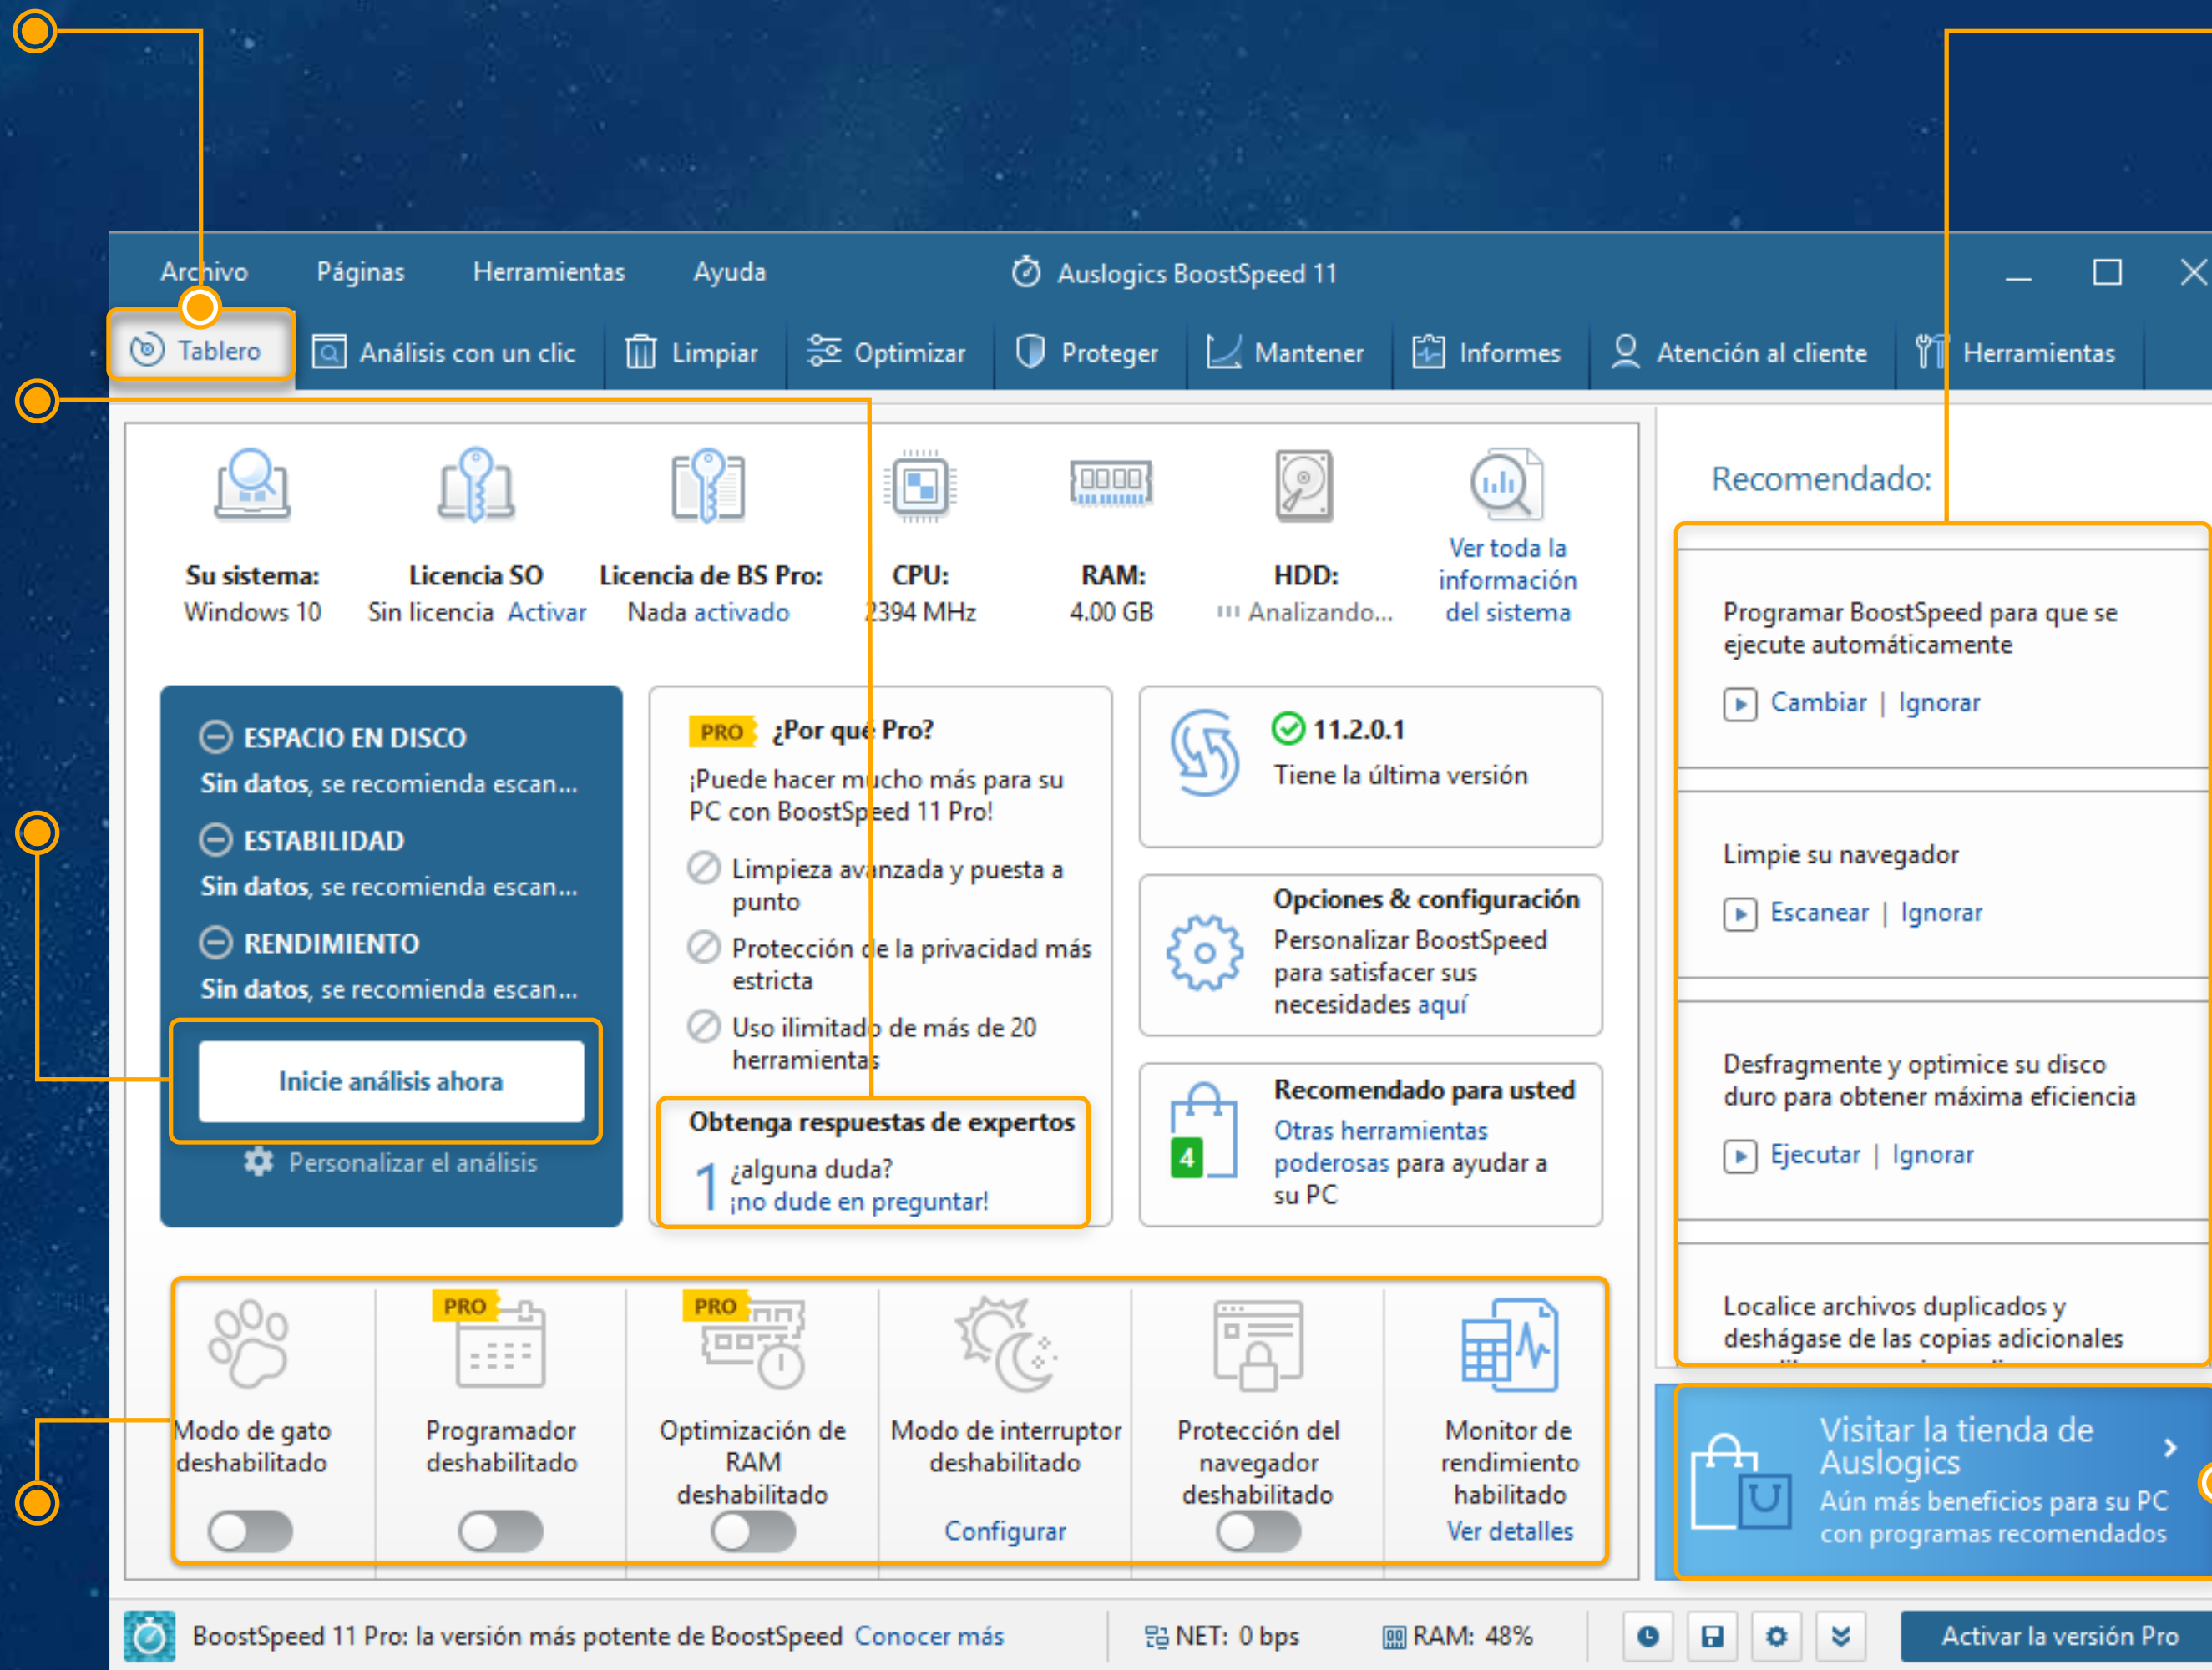 Archivo Páginas Herramientas Ayuda Auslogics BoostSpeed 11
Tablero Análisis con un clic Limpiar Optimizar Proteger Mantener Informes Atención al cliente Herramientas
Su sistema:
Windows 10
Licencia SO
Sin licencia Activar
Licencia de BS Pro:
Nada activado
CPU:
2394 MHz
RAM:
4.00 GB
HDD:
Analizando...
Ver toda la
información
del sistema
ESPACIO EN DISCO
Sin datos, se recomienda escan...
ESTABILIDAD
Sin datos, se recomienda escan...
RENDIMIENTO
Sin datos, se recomienda escan...
Inicie análisis ahora
Personalizar el análisis
PRO ¿Por qué Pro?
¡Puede hacer mucho más para su
PC con BoostSpeed 11 Pro!
Limpieza avanzada y puesta a
punto
Protección de la privacidad más
estricta
Uso ilimitado de más de 20
herramientas
Obtenga respuestas de expertos
1 ¿alguna duda?
¡no dude en preguntar!
11.2.0.1
Tiene la última versión
Opciones & configuración
Personalizar BoostSpeed
para satisfacer sus
necesidades aquí
Recomendado para usted
4
Otras herramientas
poderosas para ayudar a
su PC
Modo de gato
deshabilitado
PRO
Programador
deshabilitado
PRO
Optimización de
RAM
deshabilitado
Modo de interruptor
deshabilitado
Configurar
Protección del
navegador
deshabilitado
Monitor de
rendimiento
habilitado
Ver detalles
Recomendado:
Programar BoostSpeed para que se
ejecute automáticamente
Cambiar | Ignorar
Limpie su navegador
Escanear | Ignorar
Desfragmente y optimice su disco
duro para obtener máxima eficiencia
Ejecutar | Ignorar
Localice archivos duplicados y
deshágase de las copias adicionales
Visitar la tienda de
Auslogics
Aún más beneficios para su PC
con programas recomendados
BoostSpeed 11 Pro: la versión más potente de BoostSpeed Conocer más NET: 0 bps RAM: 48% Activar la versión Pro